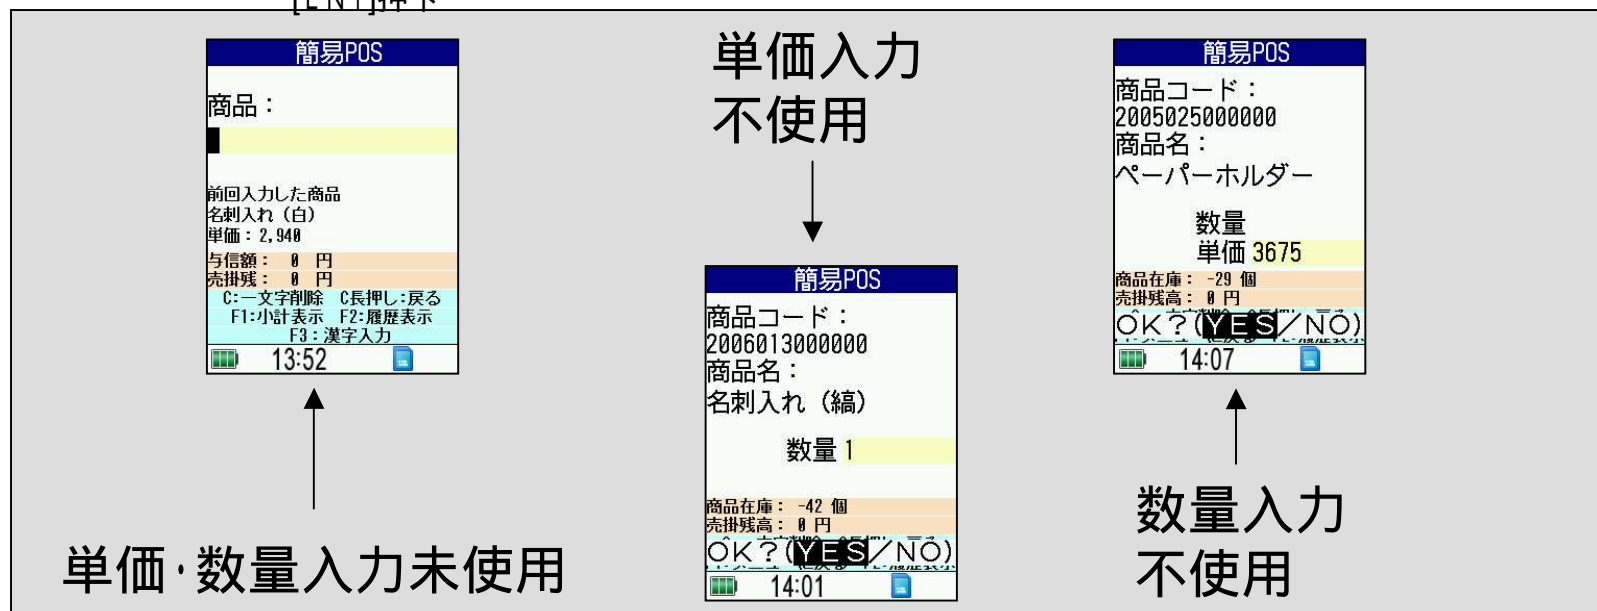 [ENT]押下
簡易POS
商品：
前回入力した商品
名刺入れ（白）
単価：2,940
与信額： 0 円
売掛残： 0 円
C:一文字削除 C長押し:戻る
F1:小計表示 F2:履歴表示
F3：漢字入力
13:52
単価・数量入力未使用
単価入力
不使用
簡易POS
商品コード：
2006013000000
商品名：
名刺入れ（縞）
数量 1
商品在庫： -42 個
売掛残高： 0 円
OK？(YES/NO)
14:01
簡易POS
商品コード：
2005025000000
商品名：
ペーパーホルダー
数量
単価 3675
商品在庫： -29 個
売掛残高： 0 円
OK？(YES/NO)
14:07
数量入力
不使用